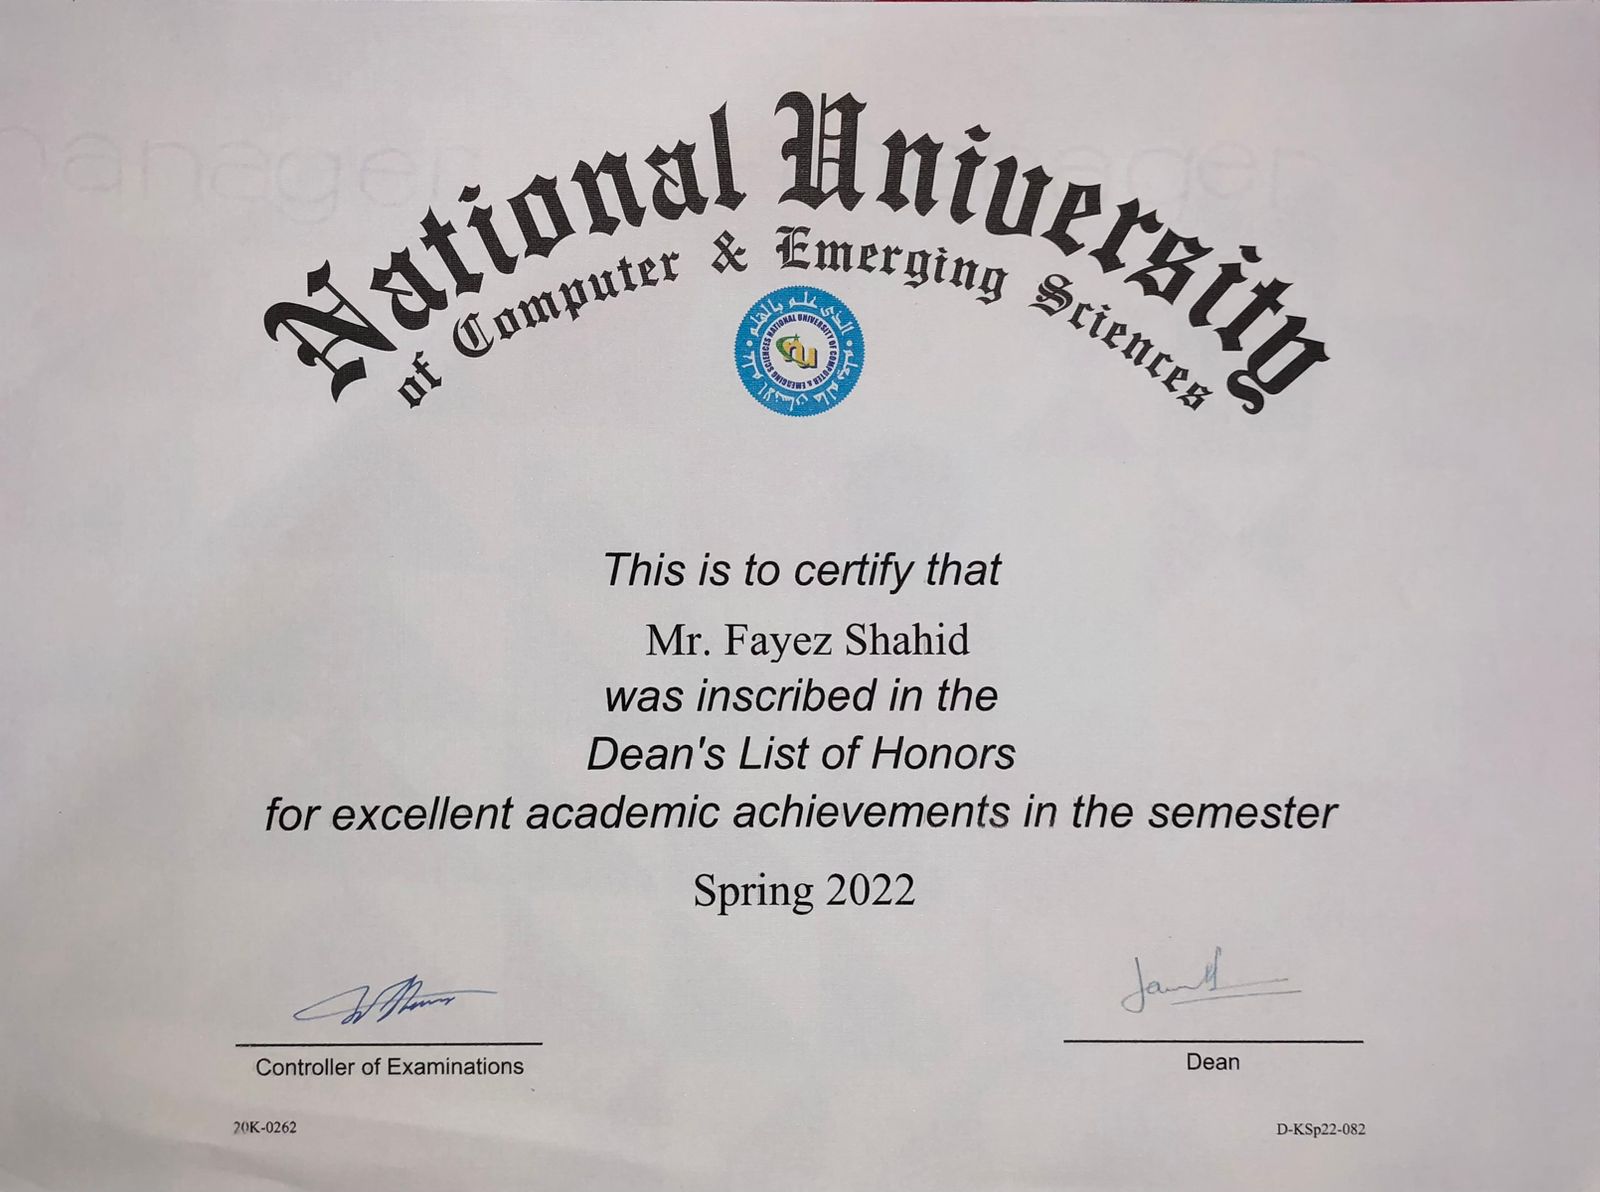 National University
of Computer & Emerging Sciences
NATIONAL UNIVERSITY OF COMPUTER & EMERGING SCIENCES
This is to certify that
Mr. Fayez Shahid
was inscribed in the
Dean's List of Honors
for excellent academic achievements in the semester
Spring 2022
Controller of Examinations
Dean
20K-0262
D-KSp22-082